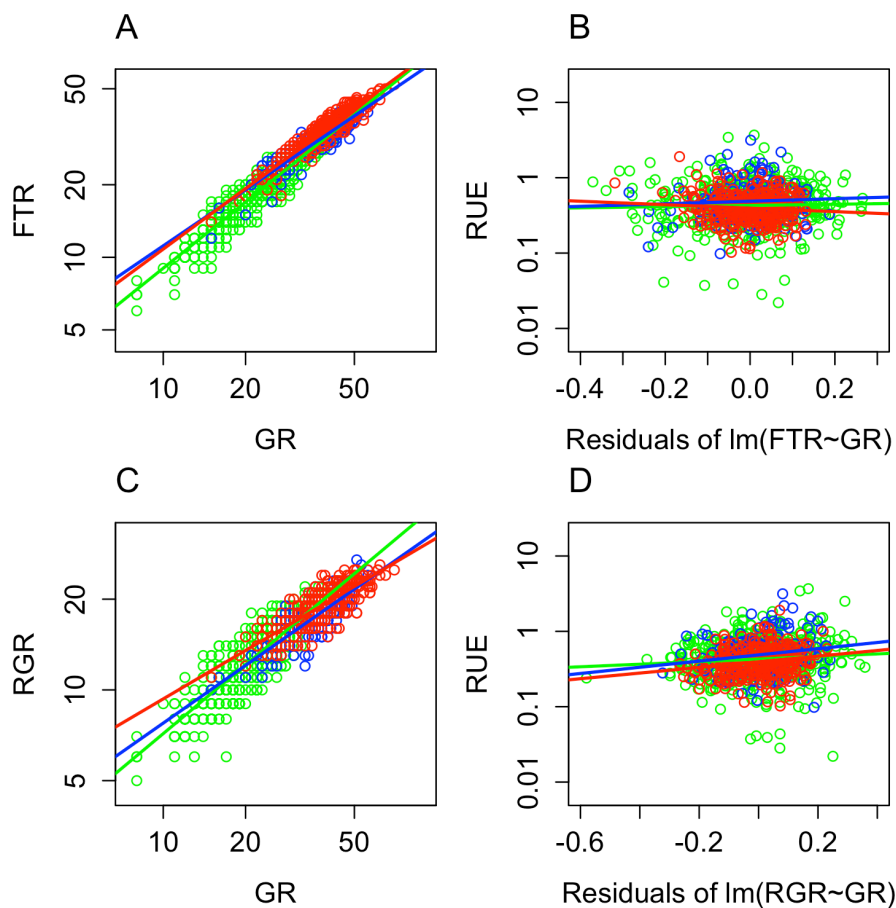 A
FTR
50
20
10
5
10 20 50
GR
B
RUE
10
1
0.1
0.01
-0.4 -0.2 0.0 0.2
Residuals of lm(FTR~GR)
C
RGR
20
10
5
10 20 50
GR
D
RUE
10
1
0.1
0.01
-0.6 -0.2 0.2
Residuals of lm(RGR~GR)